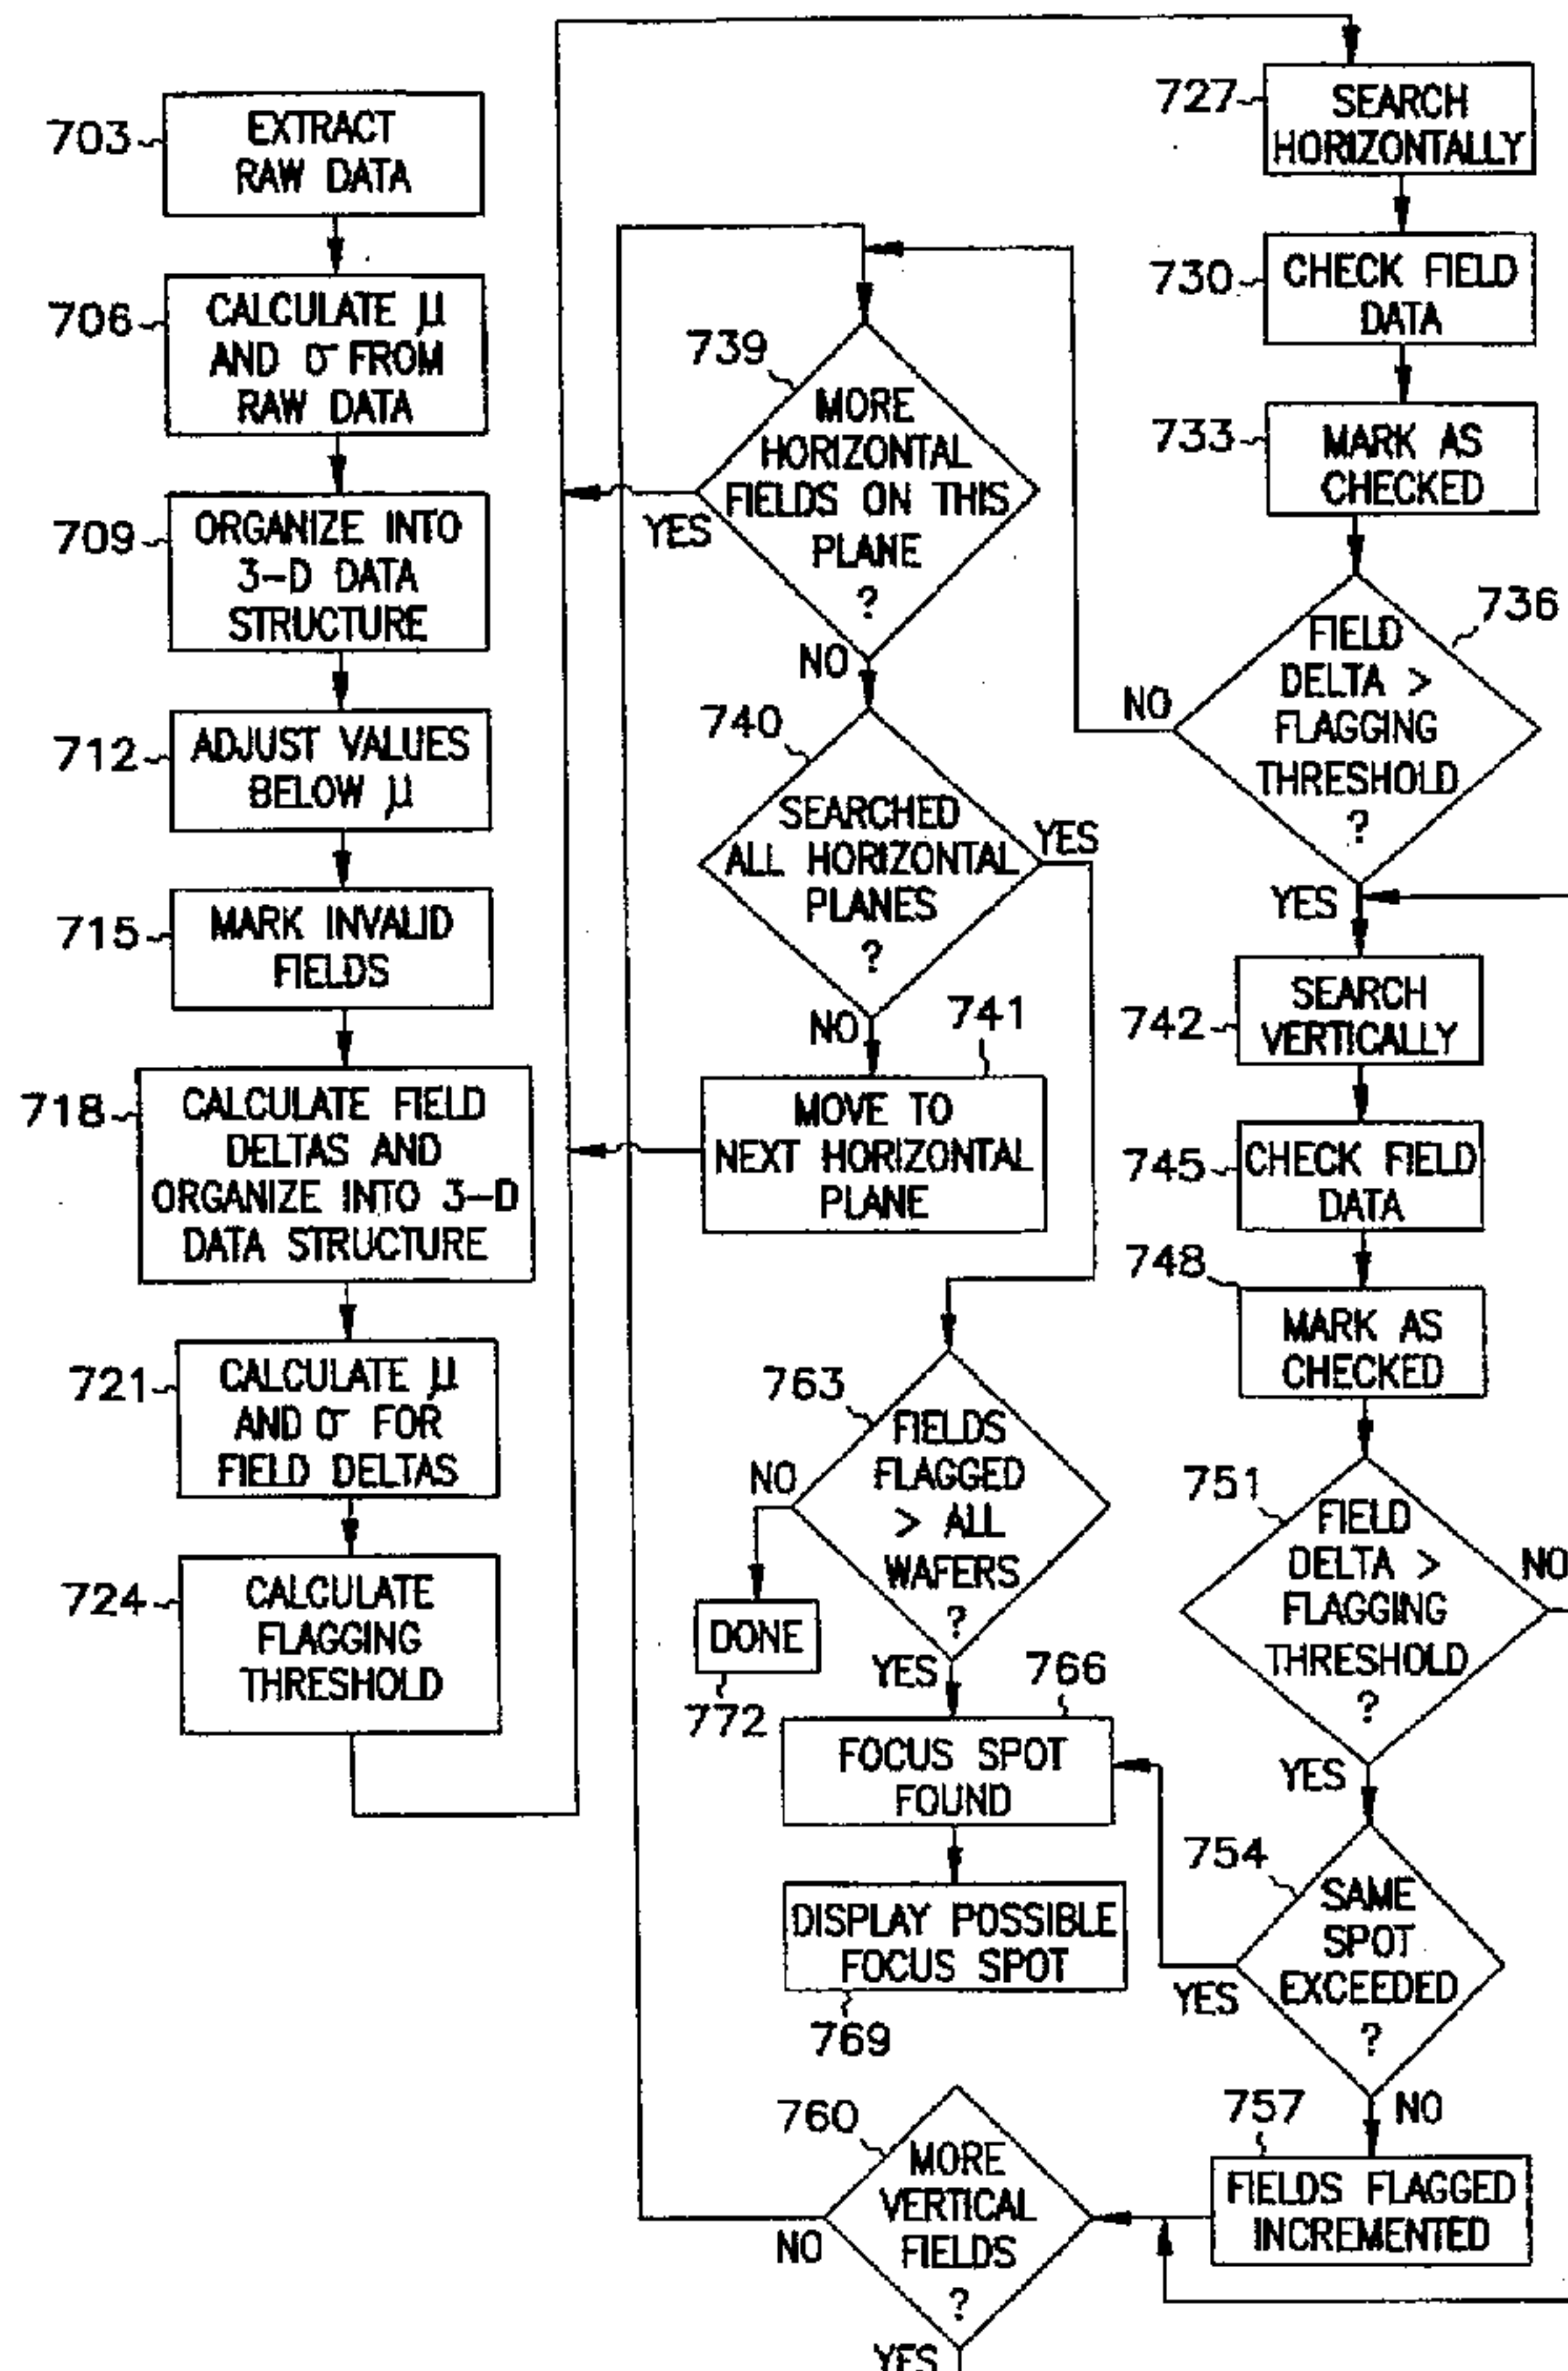 703
EXTRACT
RAW DATA
706
CALCULATE μ
AND σ FROM
RAW DATA
709
ORGANIZE INTO
3-D DATA
STRUCTURE
712
ADJUST VALUES
BELOW μ
715
MARK INVALID
FIELDS
718
CALCULATE FIELD
DELTAS AND
ORGANIZE INTO 3-D
DATA STRUCTURE
721
CALCULATE μ
AND σ FOR
FIELD DELTAS
724
CALCULATE
FLAGGING
THRESHOLD
739
MORE
HORIZONTAL
FIELDS ON THIS
PLANE
?
YES
NO
740
SEARCHED
ALL HORIZONTAL
PLANES
?
YES
NO
741
MOVE TO
NEXT HORIZONTAL
PLANE
763
FIELDS
FLAGGED
> ALL
WAFERS
?
NO
DONE
772
YES
766
FOCUS SPOT
FOUND
DISPLAY POSSIBLE
FOCUS SPOT
769
760
MORE
VERTICAL
FIELDS
?
NO
YES
727
SEARCH
HORIZONTALLY
730
CHECK FIELD
DATA
733
MARK AS
CHECKED
736
FIELD
DELTA >
FLAGGING
THRESHOLD
?
NO
YES
742
SEARCH
VERTICALLY
745
CHECK FIELD
DATA
748
MARK AS
CHECKED
751
FIELD
DELTA >
FLAGGING
THRESHOLD
?
NO
YES
754
SAME
SPOT
EXCEEDED
?
YES
NO
757
FIELDS FLAGGED
INCREMENTED